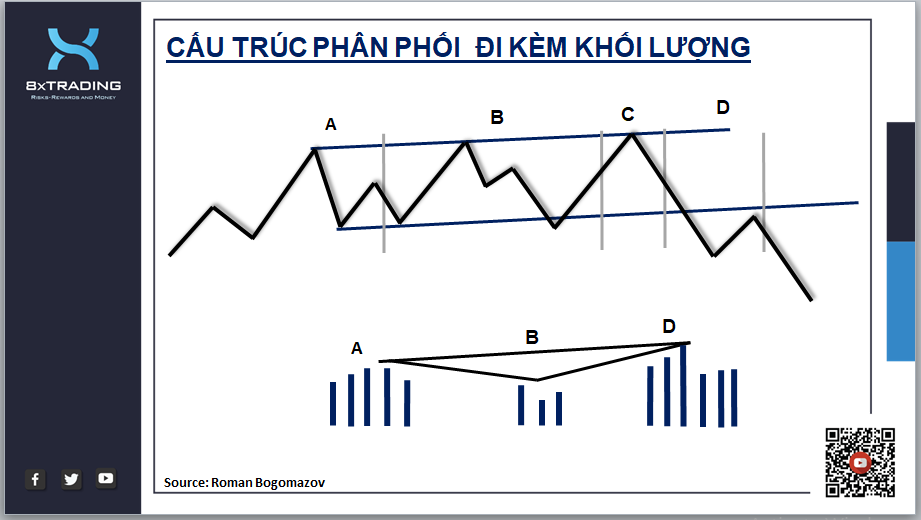 CẤU TRÚC PHÂN PHỐI ĐI KÈM KHỐI LƯỢNG
8XTRADING
RISKS-REWARDS AND MONEY
A
B
C
D
A
B
D
Source: Roman Bogomazov